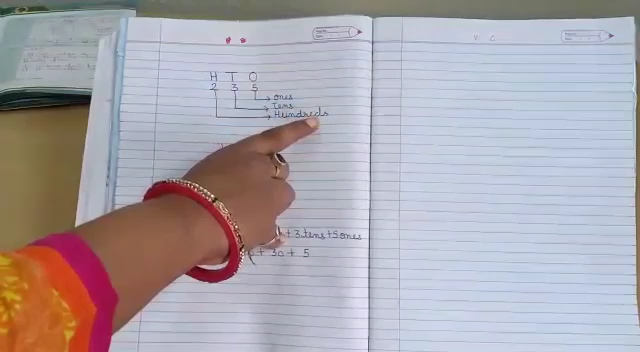 H T O
2 3 5
Ones
Tens
Hundreds
+ 3 tens + 5 ones
+ 30 + 5